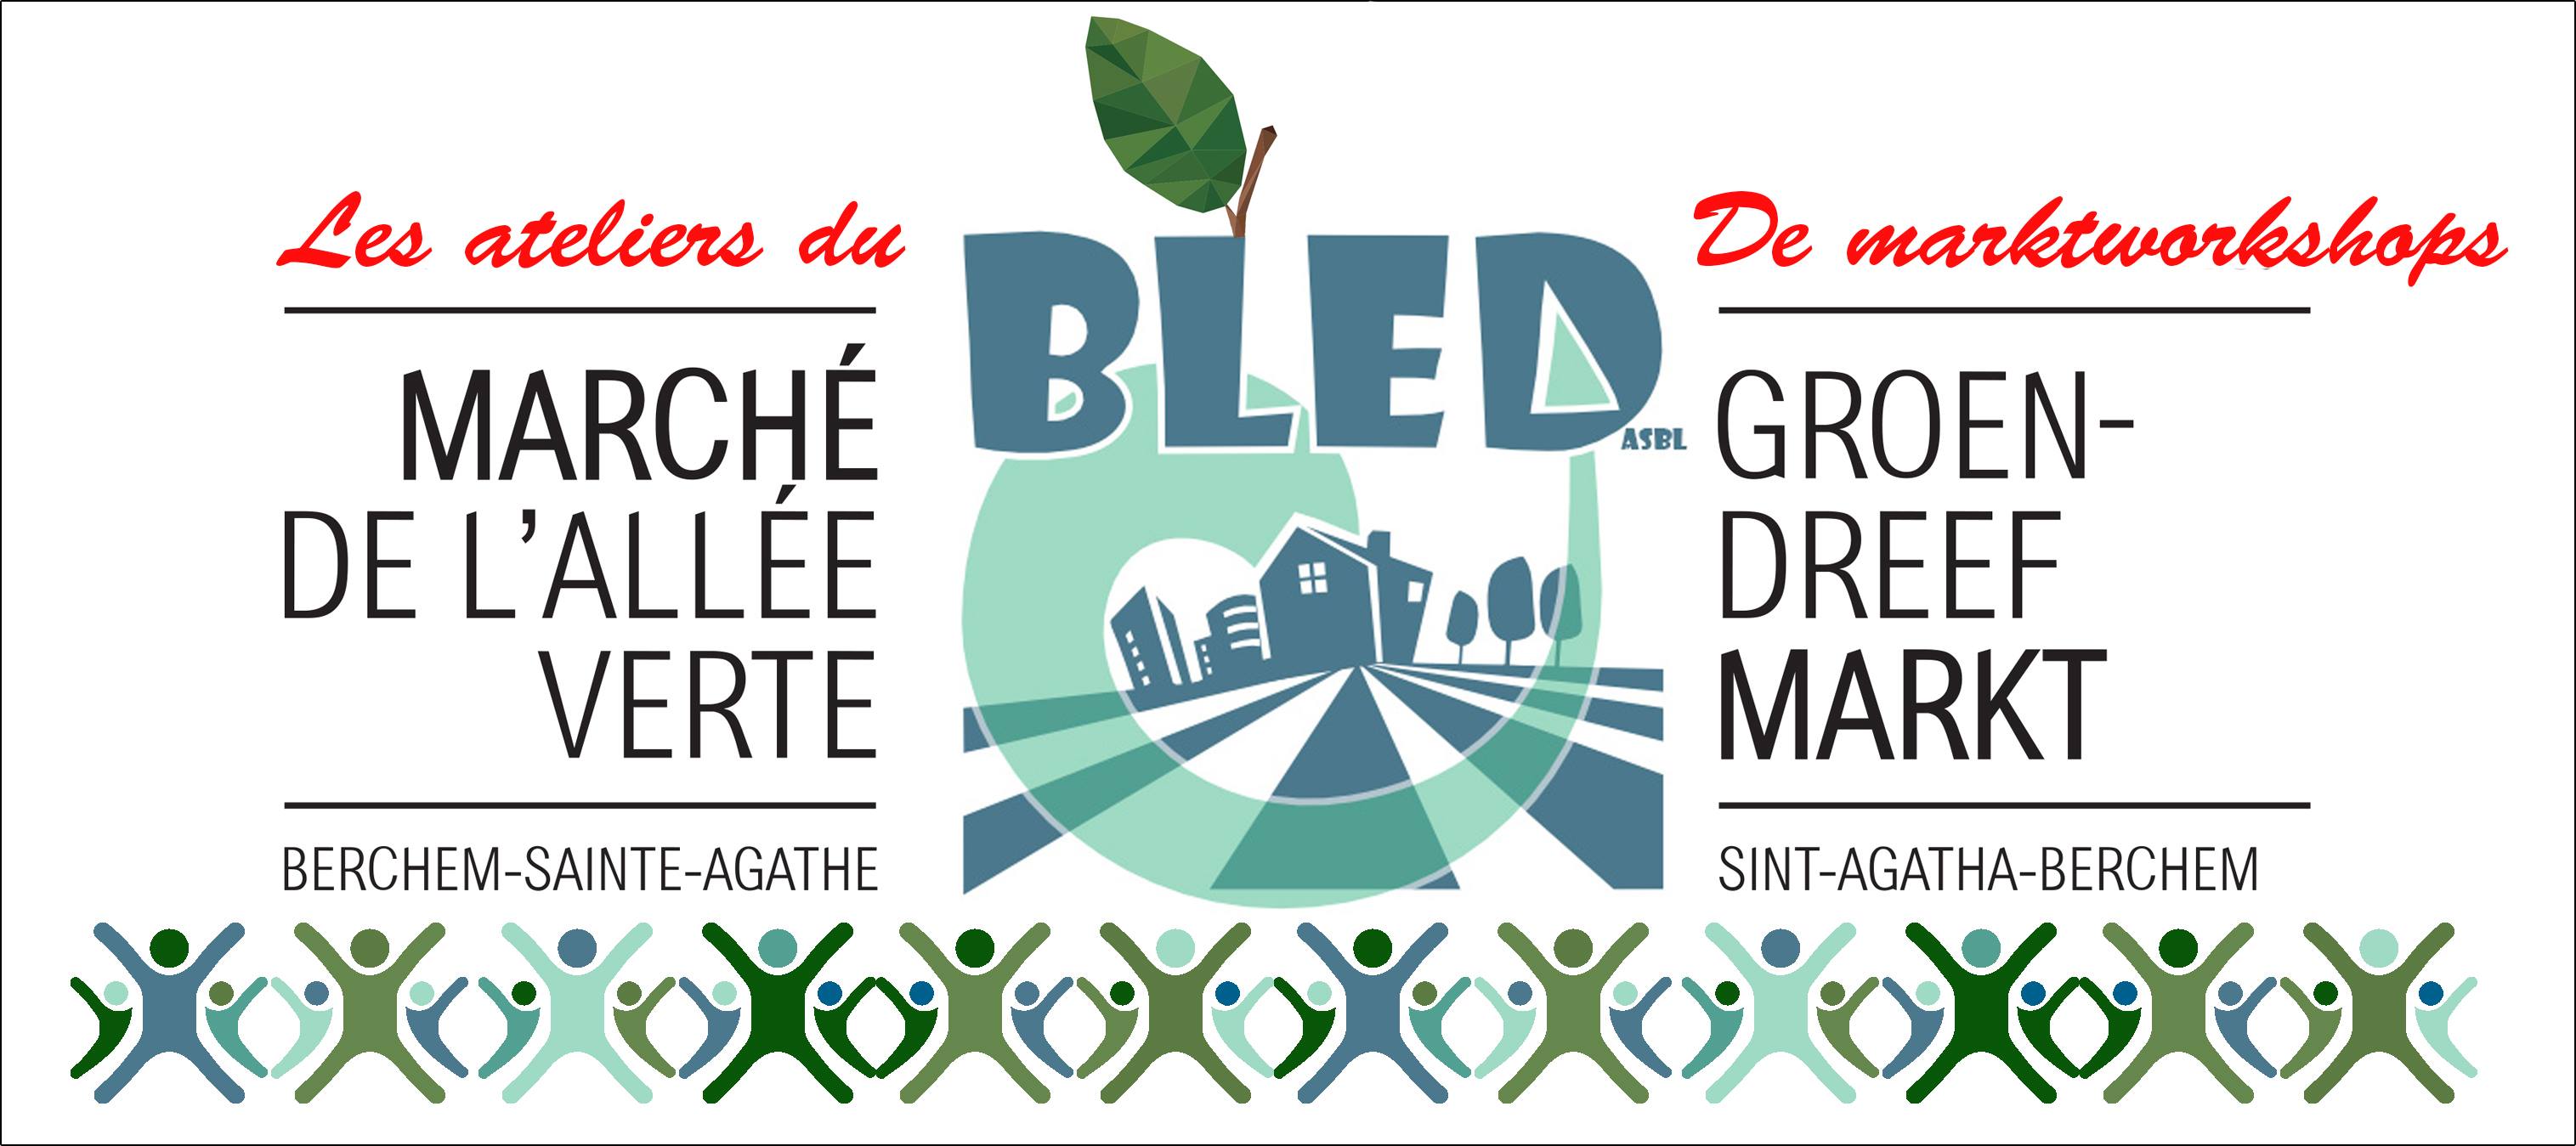 Les ateliers du
MARCHÉ
DE L’ALLÉE
VERTE
BERCHEM-SAINTE-AGATHE
BLED
ASBL
De marktworkshops
GROEN-
DREEF
MARKT
SINT-AGATHA-BERCHEM